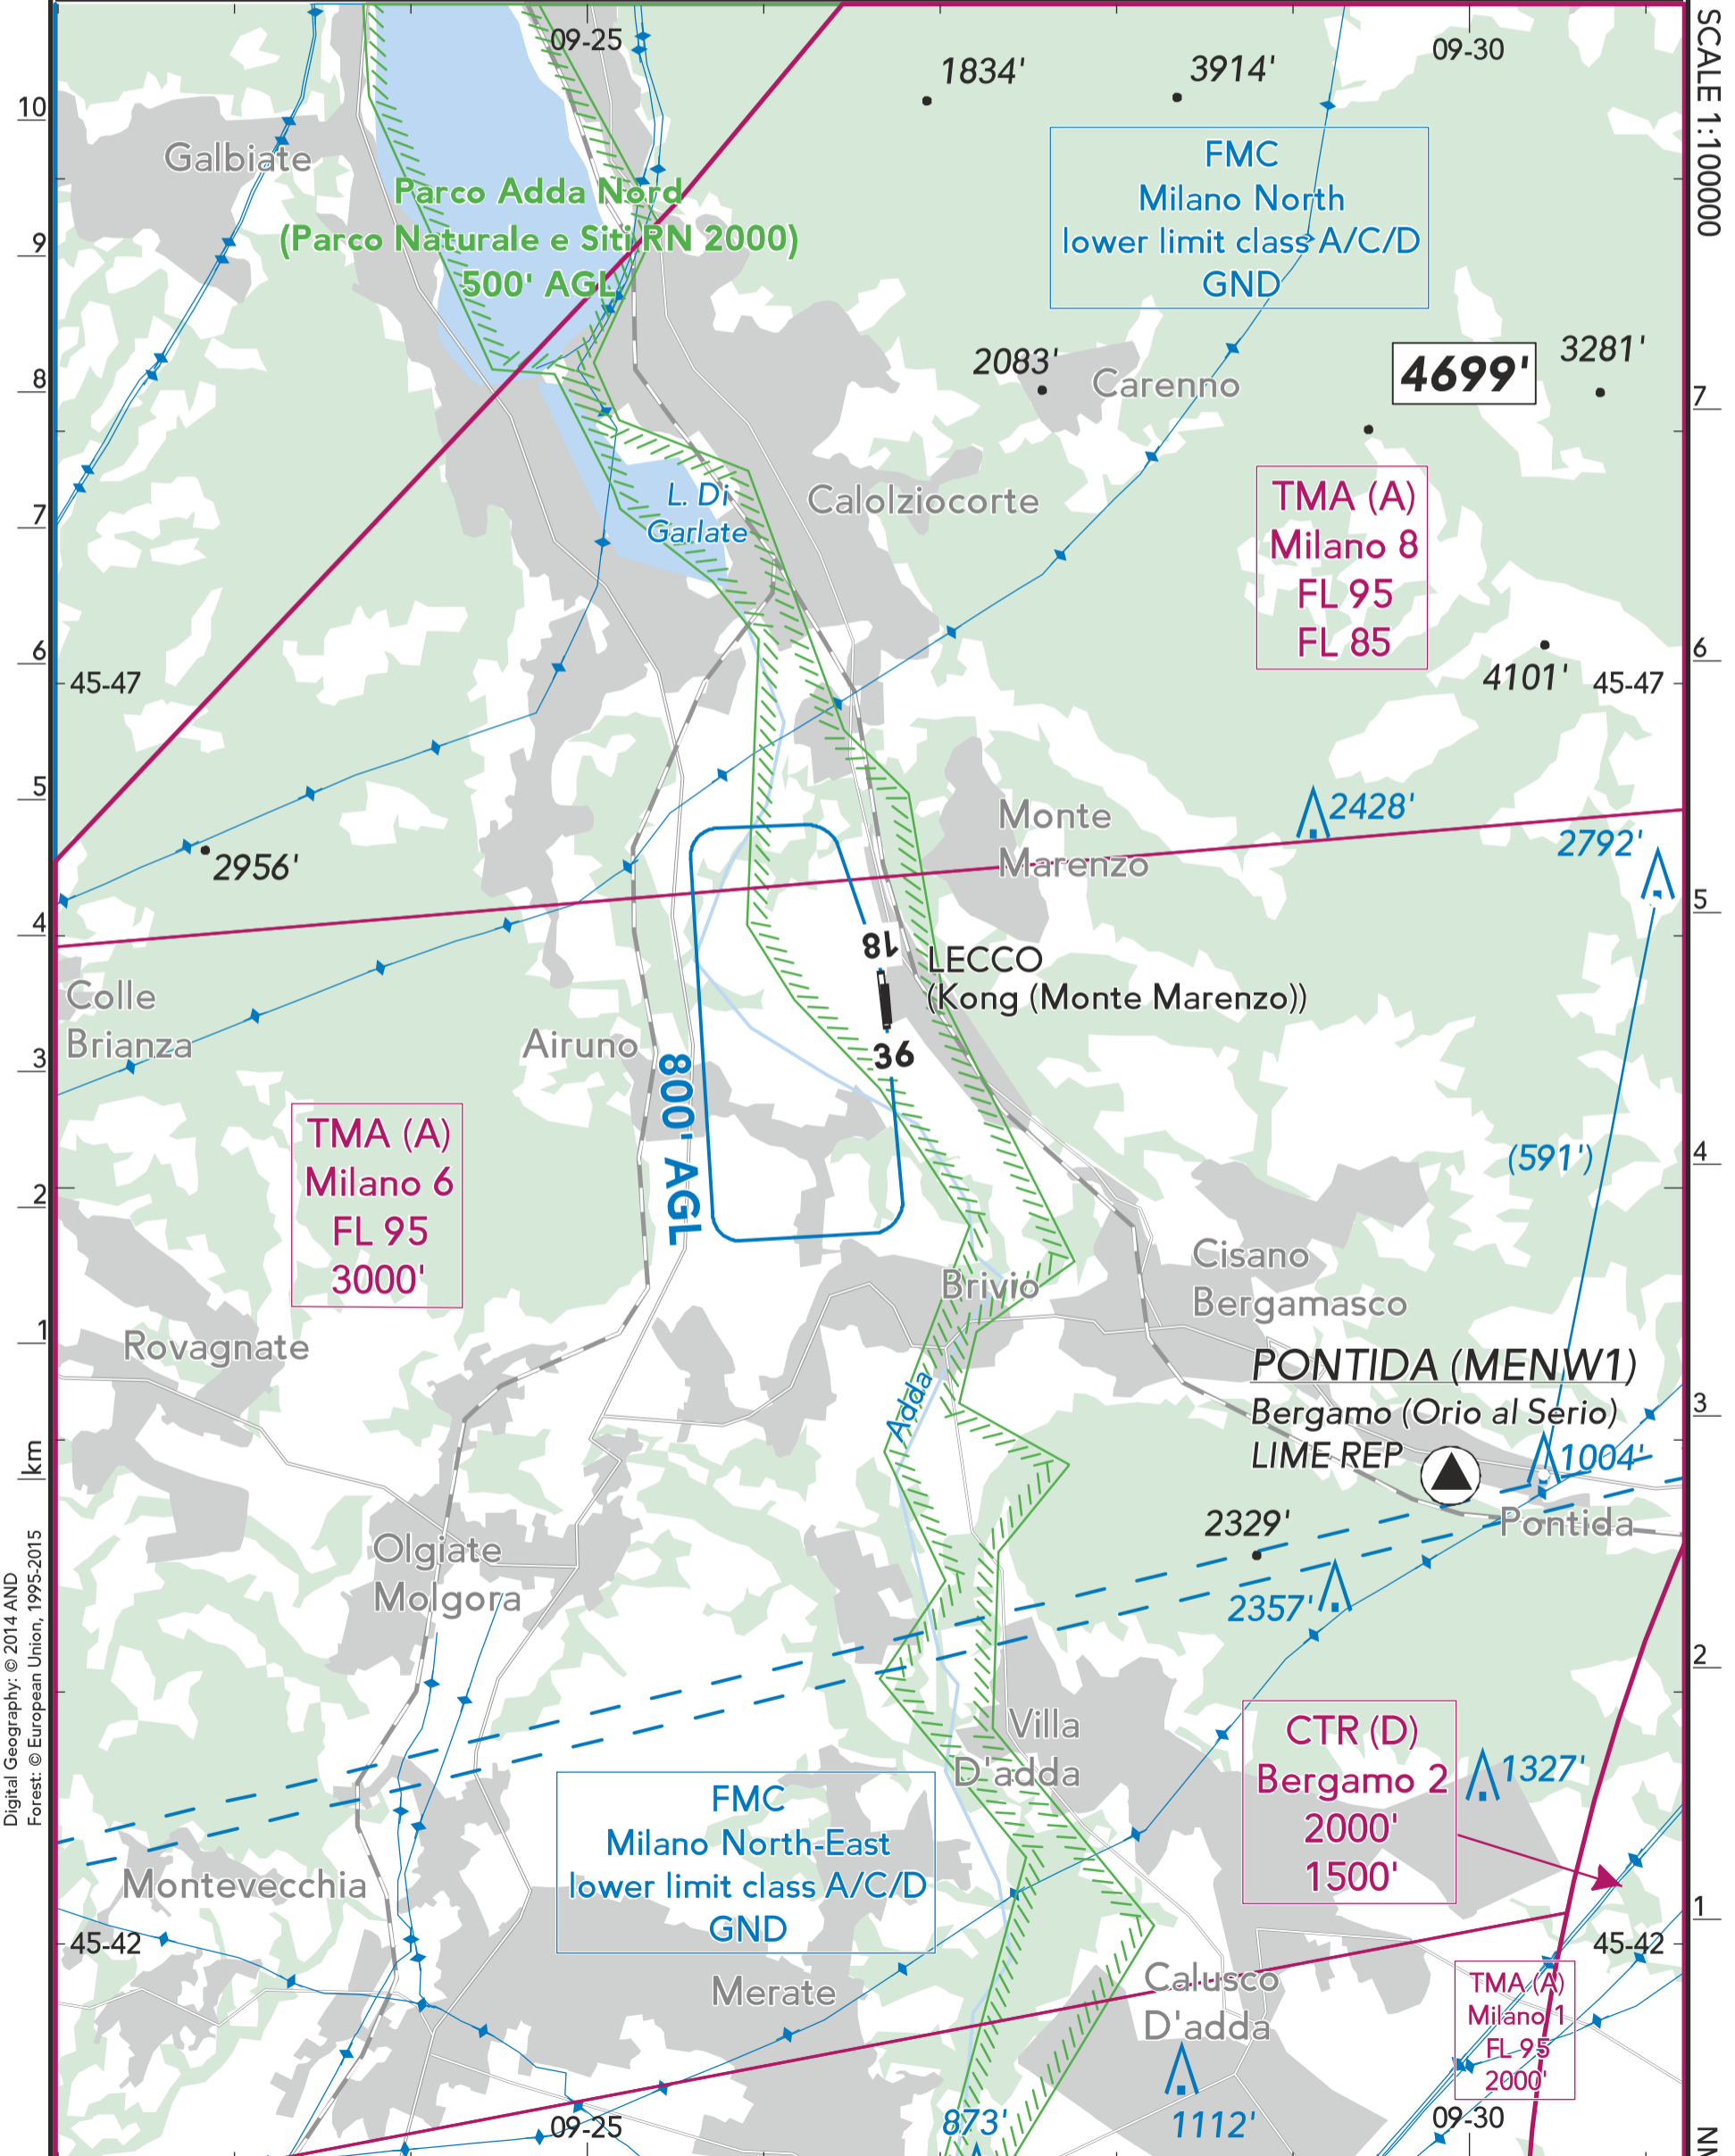 SCALE 1:100000
09-25
09-30
1834'
3914'
10
Galbiate
FMC
Milano North
lower limit class A/C/D
GND
Parco Adda Nord
(Parco Naturale e Siti RN 2000)
500' AGL
9
2083'
Carenno
4699'
3281'
8
7
L. Di
Garlate
Calolziocorte
TMA (A)
Milano 8
FL 95
FL 85
7
6
6
45-47
4101'
45-47
5
Monte
Marenzo
2428'
2792'
2956'
5
4
18
LECCO
(Kong (Monte Marenzo))
Colle
Brianza
Airuno
36
3
800' AGL
TMA (A)
Milano 6
FL 95
3000'
(591')
4
2
Cisano
Bergamasco
Brivio
1
Rovagnate
PONTIDA (MENW1)
Bergamo (Orio al Serio)
LIME REP
1004'
Adda
3
km
Pontida
2329'
Olgiate
Molgora
2357'
Digital Geography: © 2014 AND
Forest: © European Union, 1995-2015
2
Villa
D'adda
CTR (D)
Bergamo 2
2000'
1500'
1327'
FMC
Milano North-East
lower limit class A/C/D
GND
Montevecchia
1
45-42
45-42
Merate
Calusco
D'adda
TMA (A)
Milano 1
FL 95
2000'
09-25
873'
1112'
09-30